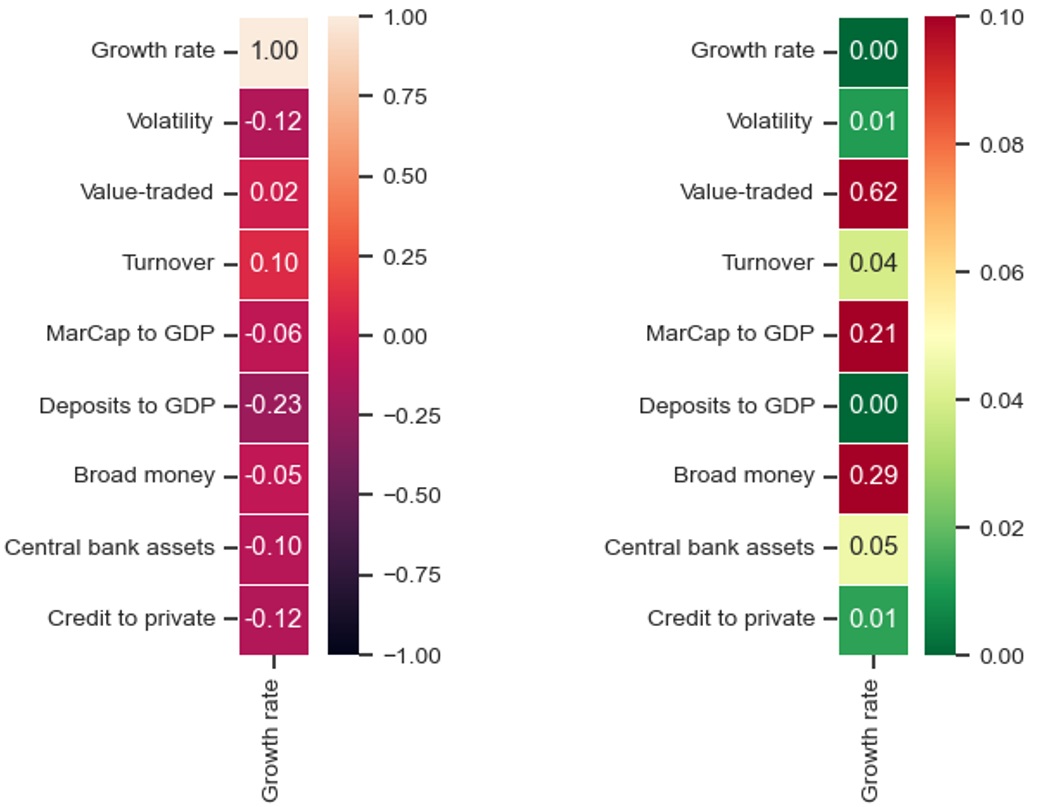 Growth rate
Volatility
Value-traded
Turnover
MarCap to GDP
Deposits to GDP
Broad money
Central bank assets
Credit to private
1.00
-0.12
0.02
0.10
-0.06
-0.23
-0.05
-0.10
-0.12
Growth rate
1.00
0.75
0.50
0.25
0.00
−0.25
−0.50
−0.75
−1.00
Growth rate
Volatility
Value-traded
Turnover
MarCap to GDP
Deposits to GDP
Broad money
Central bank assets
Credit to private
0.00
0.01
0.62
0.04
0.21
0.00
0.29
0.05
0.01
Growth rate
0.10
0.08
0.06
0.04
0.02
0.00